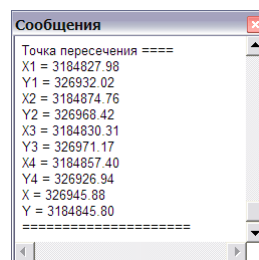 Сообщения
Точка пересечения ====
X1 = 3184827.98
Y1 = 326932.02
X2 = 3184874.76
Y2 = 326968.42
X3 = 3184830.31
Y3 = 326971.17
X4 = 3184857.40
Y4 = 326926.94
X = 326945.88
Y = 3184845.80
=====================